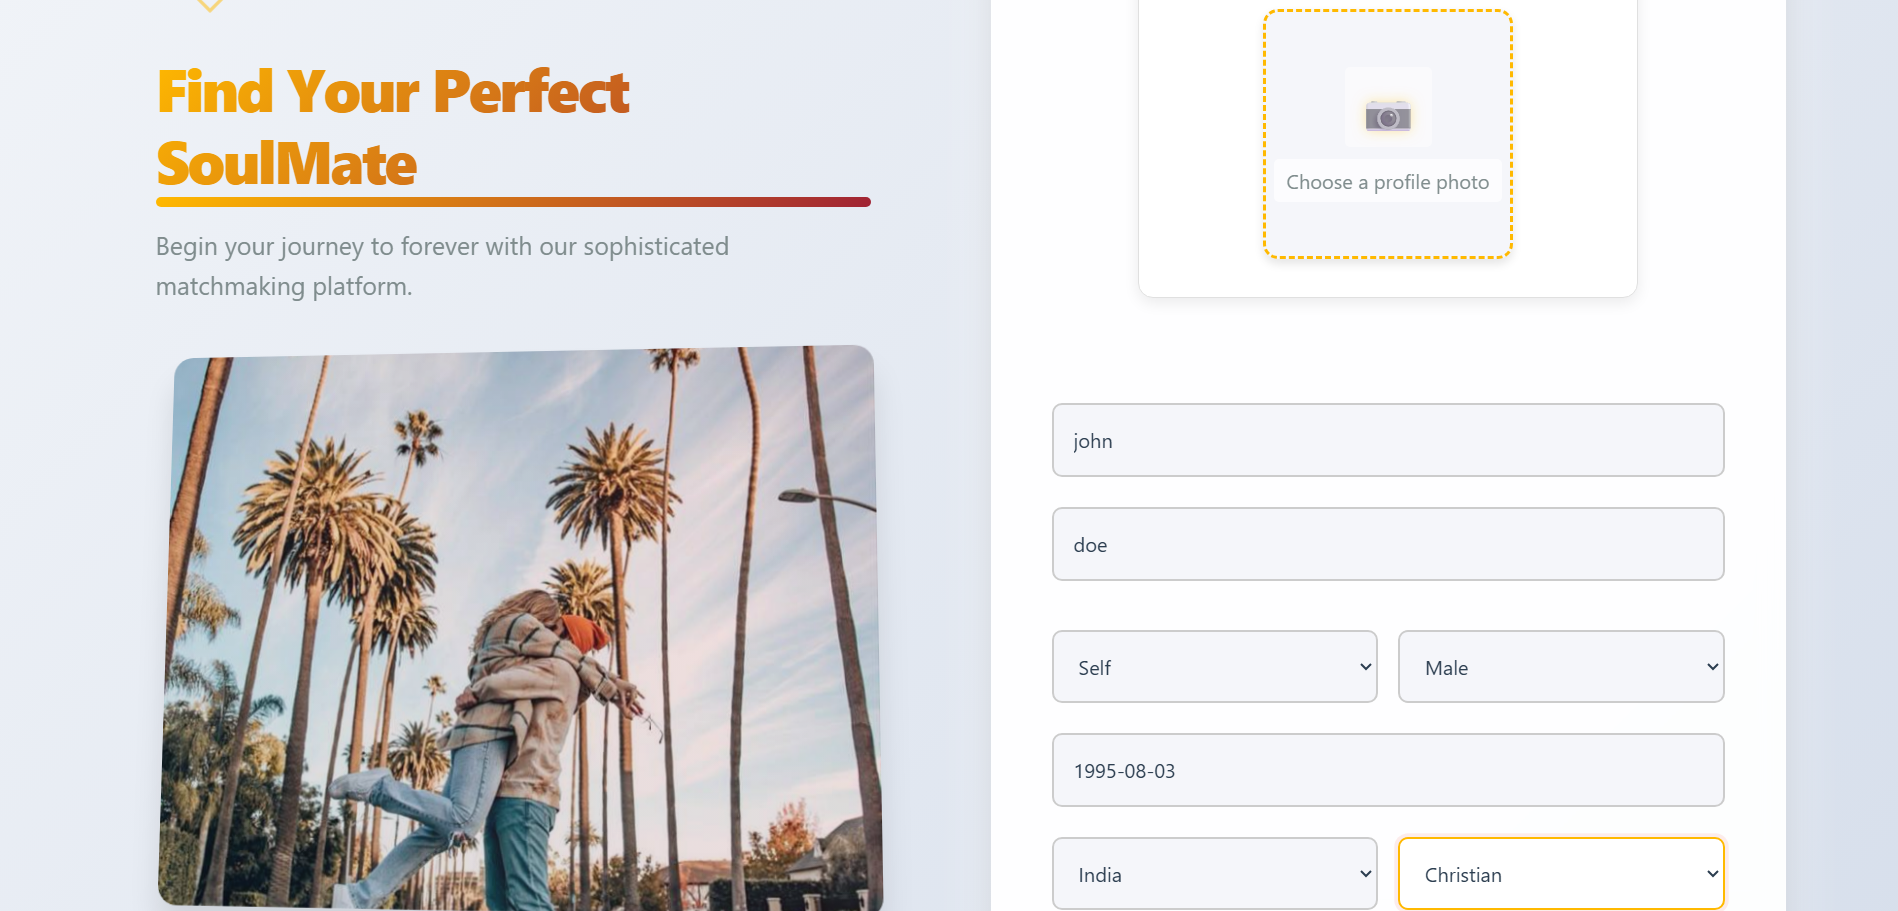 Find Your Perfect
SoulMate
Begin your journey to forever with our sophisticated
matchmaking platform.
Choose a profile photo
john
doe
Self
Male
1995-08-03
India
Christian